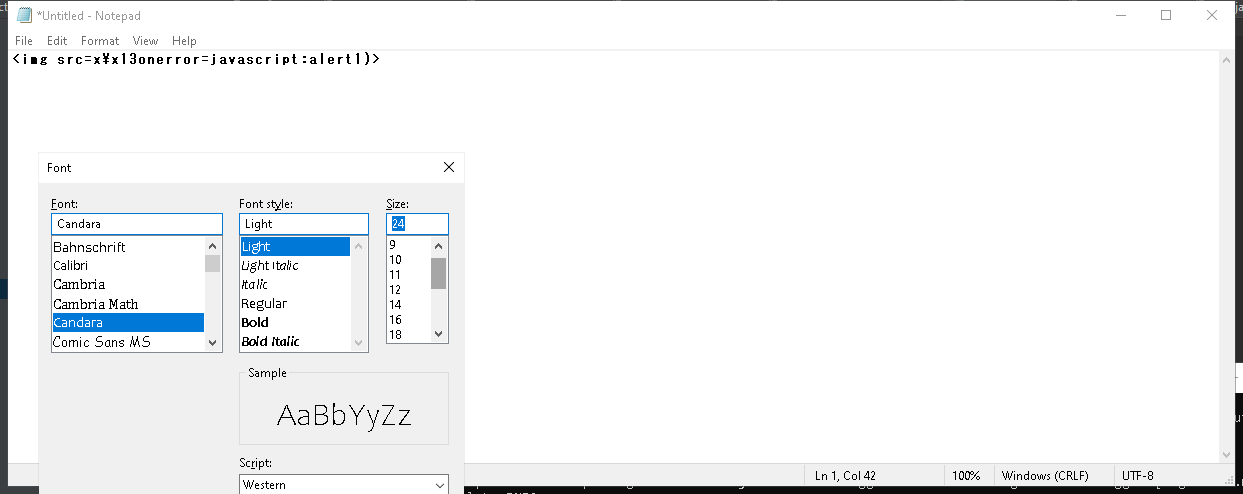 *Untitled - Notepad
File Edit Format View Help
<img src=x¥x13onerror=javascript:alert1)>
Font
Font: Font style: Size:
Candara Light 24
Bahnschrift Light 9
Calibri Light Italic 10
Cambria Italic 11
Cambria Math Regular 12
Candara Bold 14
Comic Sans MS Bold Italic 16
18
Sample
AaBbYyZz
Script:
Western
Ln 1, Col 42 100% Windows (CRLF) UTF-8